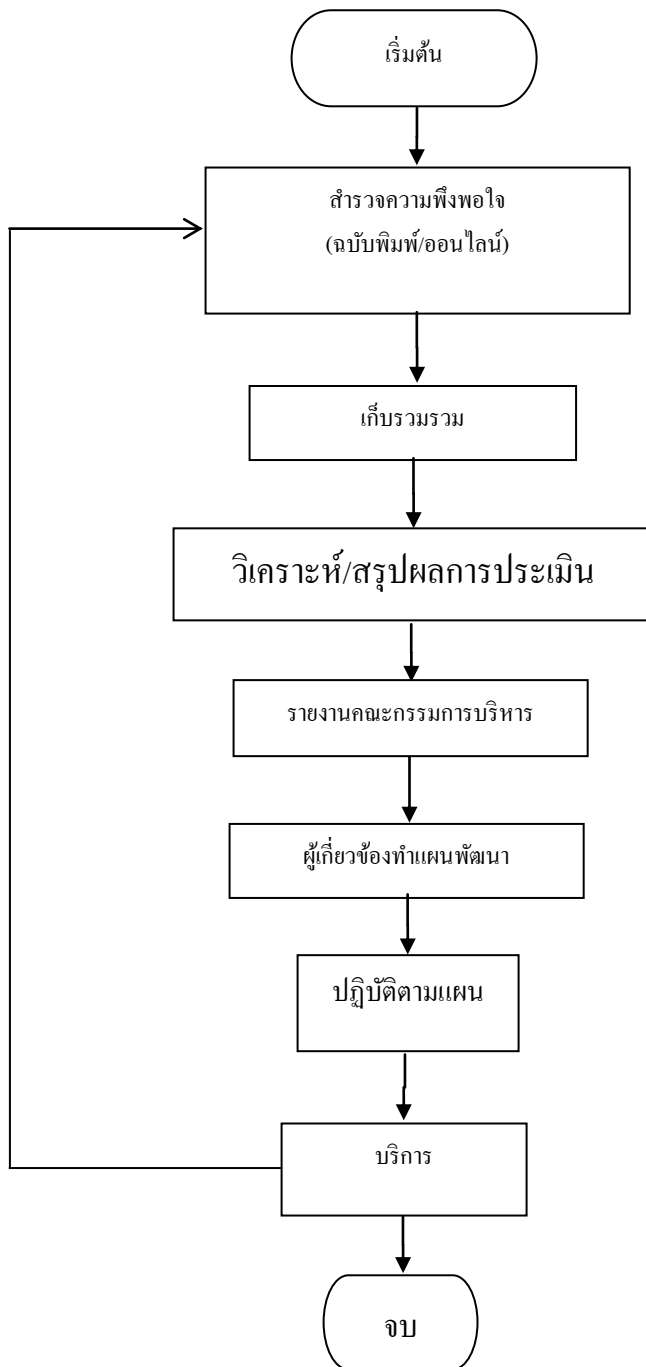 เริ่มต้น
สำรวจความพึงพอใจ
(ฉบับพิมพ์/ออนไลน์)
เก็บรวมรวม
วิเคราะห์/สรุปผลการประเมิน
รายงานคณะกรรมการบริหาร
ผู้เกี่ยวข้องทำแผนพัฒนา
ปฏิบัติตามแผน
บริการ
จบ